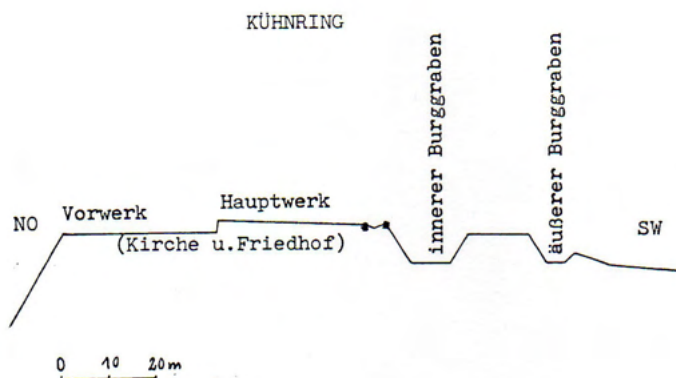 KÜHNRING
innerer Burggraben
äußerer Burggraben
Hauptwerk
NO Vorwerk
SW
(Kirche u.Friedhof)
0 10 20m